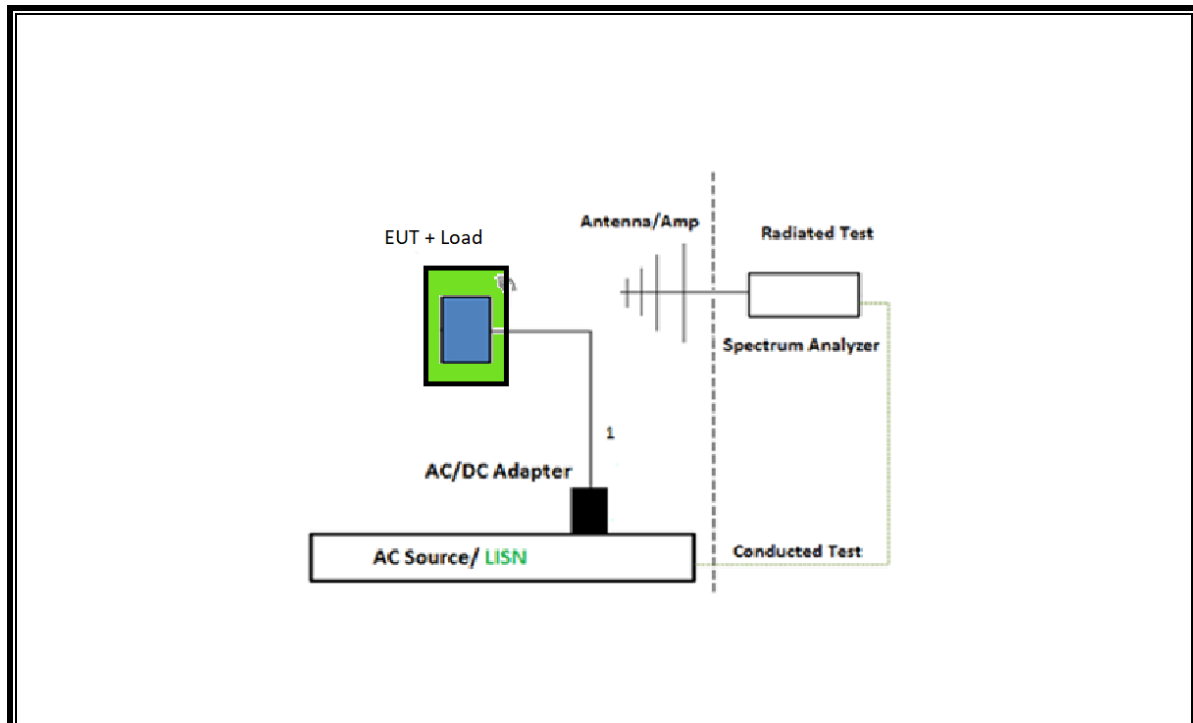 Antenna/Amp
Radiated Test
EUT + Load
Spectrum Analyzer
1
AC/DC Adapter
AC Source/ LISN
Conducted Test